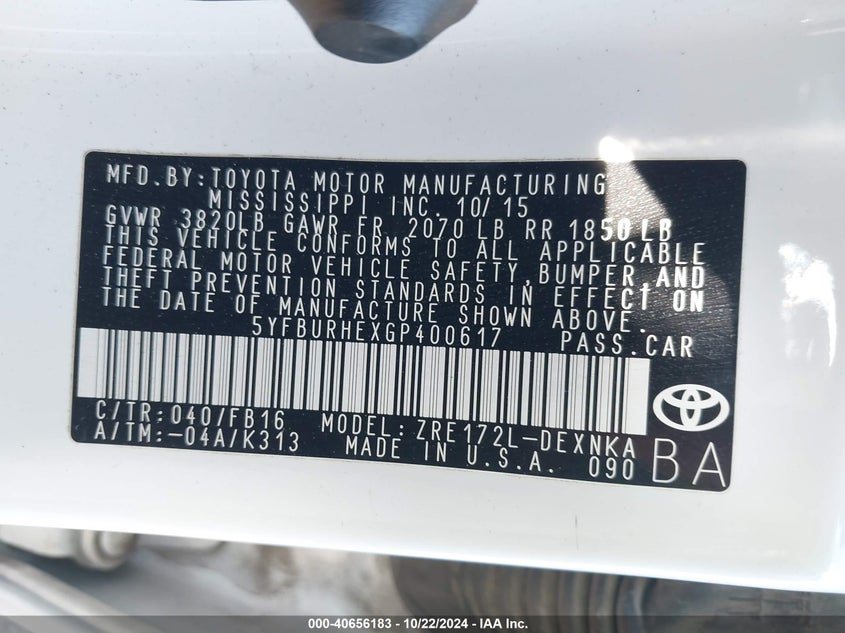 MFD.BY:TOYOTA MOTOR MANUFACTURING
MISSISSIPPI INC. 10/15
GVWR 3820LB GAWR FR. 2070 LB RR 1850 LB
THIS VEHICLE CONFORMS TO ALL APPLICABLE
FEDERAL MOTOR VEHICLE SAFETY,BUMPER,AND
THEFT PREVENTION STANDARDS IN EFFECT ON
THE DATE OF MANUFACTURE SHOWN ABOVE.
5YFBURHEXGP400617 PASS.CAR
C/TR:040/FB16 MODEL:ZRE172L-DEXNKA
A/TM:-04A/K313 MADE IN U.S.A. 090 BA
000-40656183 - 10/22/2024 - © IAA Inc.